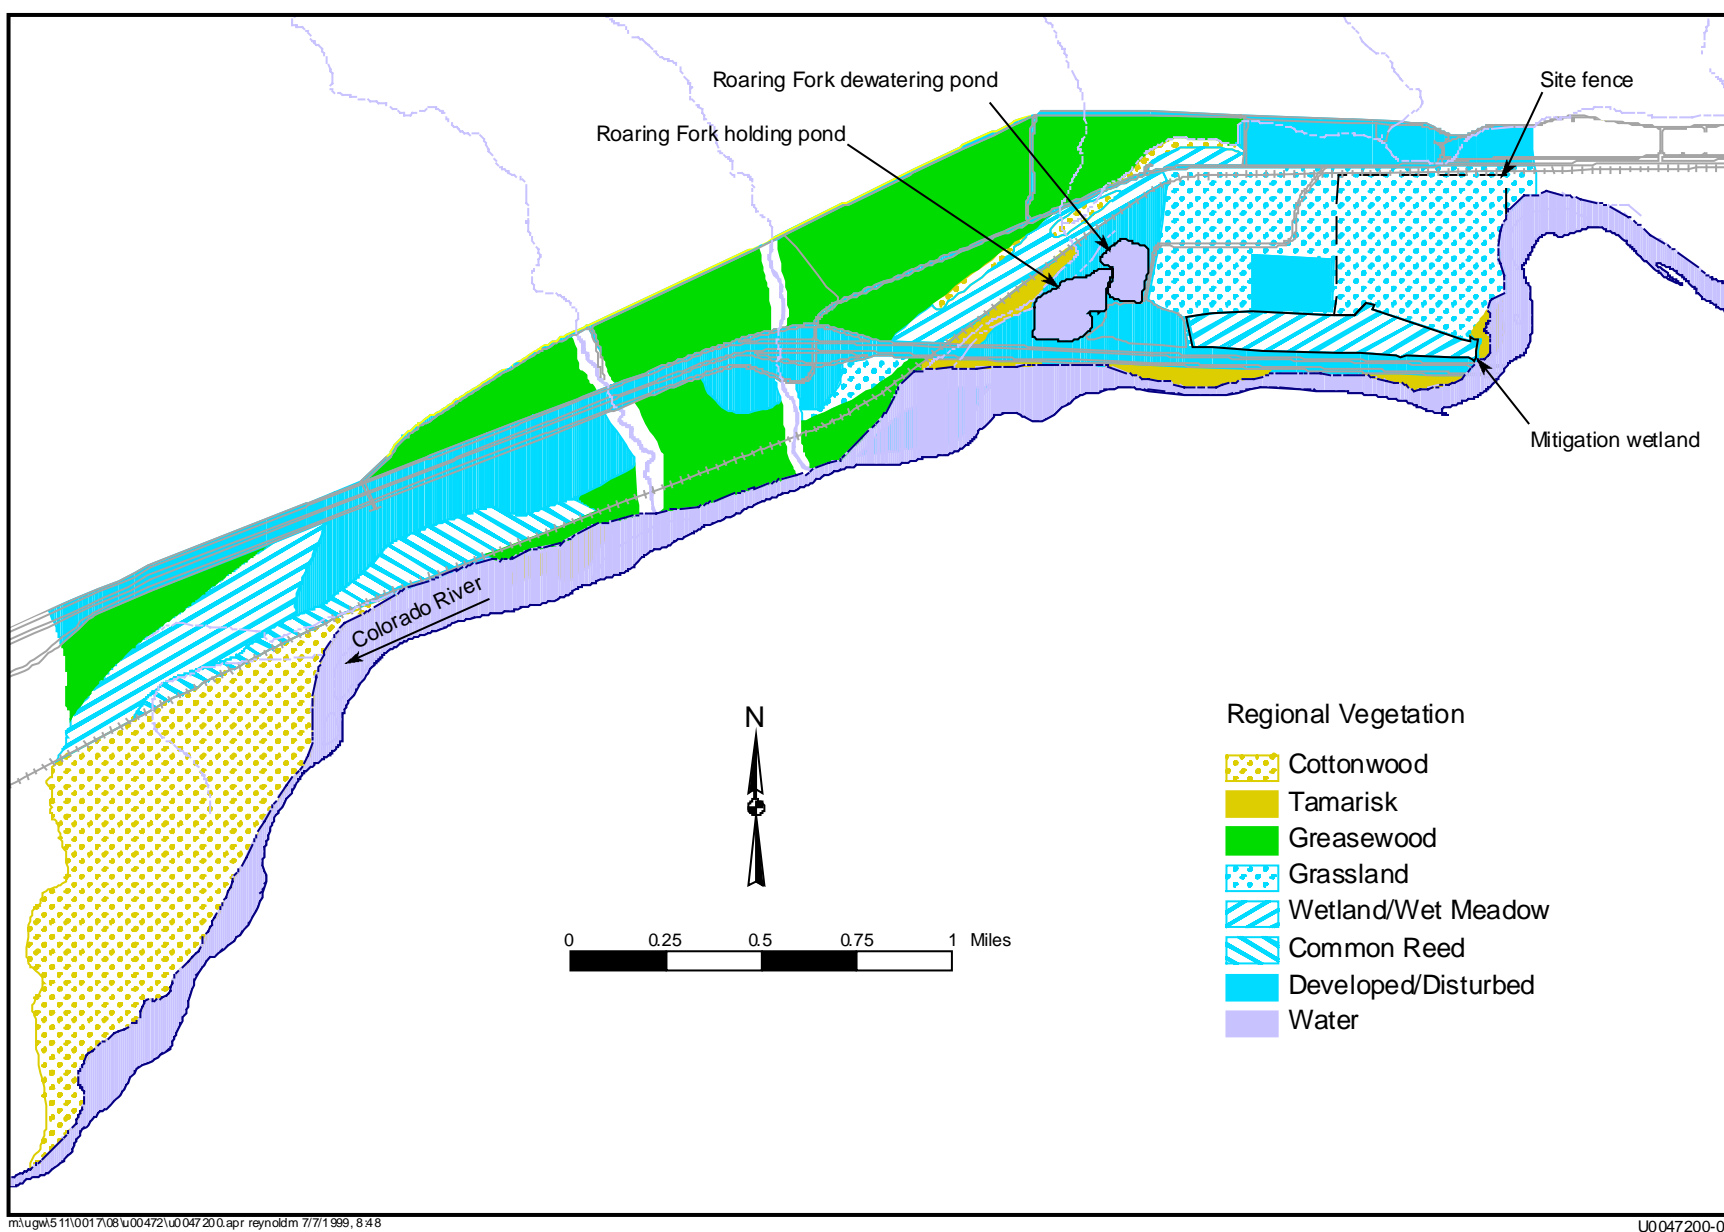 Roaring Fork dewatering pond
Site fence
Roaring Fork holding pond
Mitigation wetland
Colorado River
N
0 0.25 0.5 0.75 1 Miles
Regional Vegetation
Cottonwood
Tamarisk
Greasewood
Grassland
Wetland/Wet Meadow
Common Reed
Developed/Disturbed
Water
m:\ugw\511\0017\08\u00472\u0047200.apr reynoldm 7/7/1999, 8:48
U0047200-0